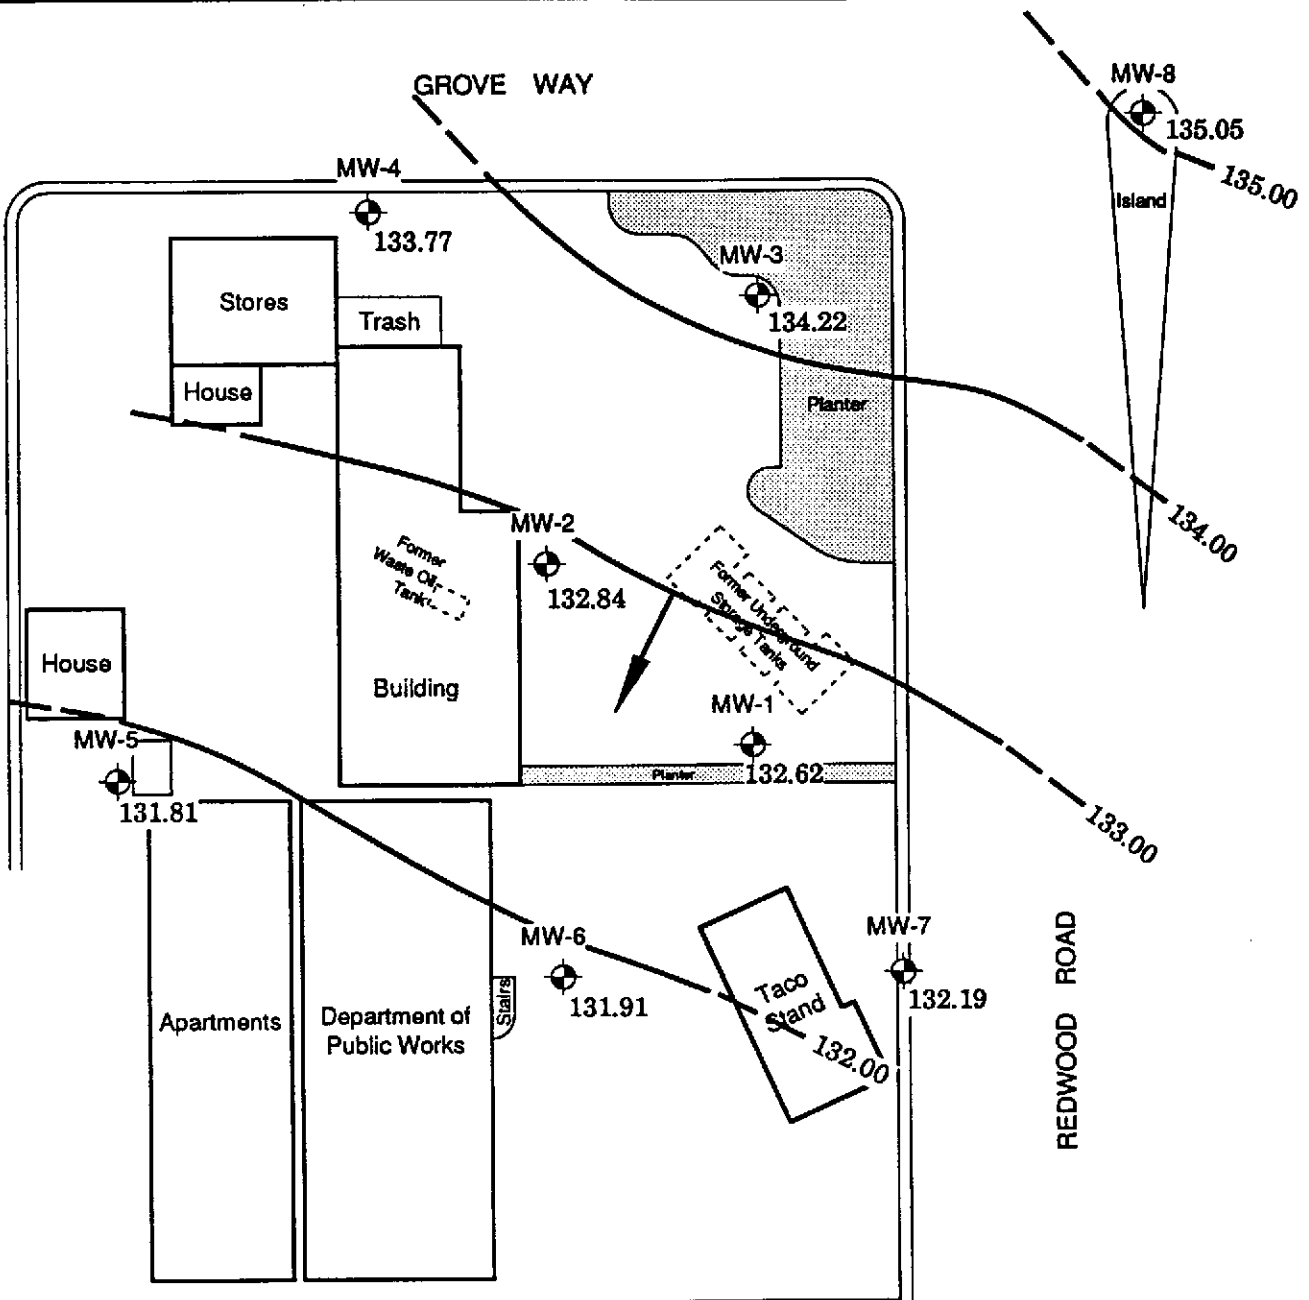 GROVE WAY
MW-8
135.05
135.00
Island
MW-4
133.77
MW-3
134.22
Stores
Trash
House
Planter
134.00
MW-2
132.84
Former
Waste Oil
Tank
Former Underground
Storage Tanks
House
Building
MW-1
132.62
Planter
MW-5
131.81
133.00
MW-6
131.91
MW-7
132.19
Taco
Stand
132.00
Stairs
Apartments
Department of
Public Works
REDWOOD ROAD